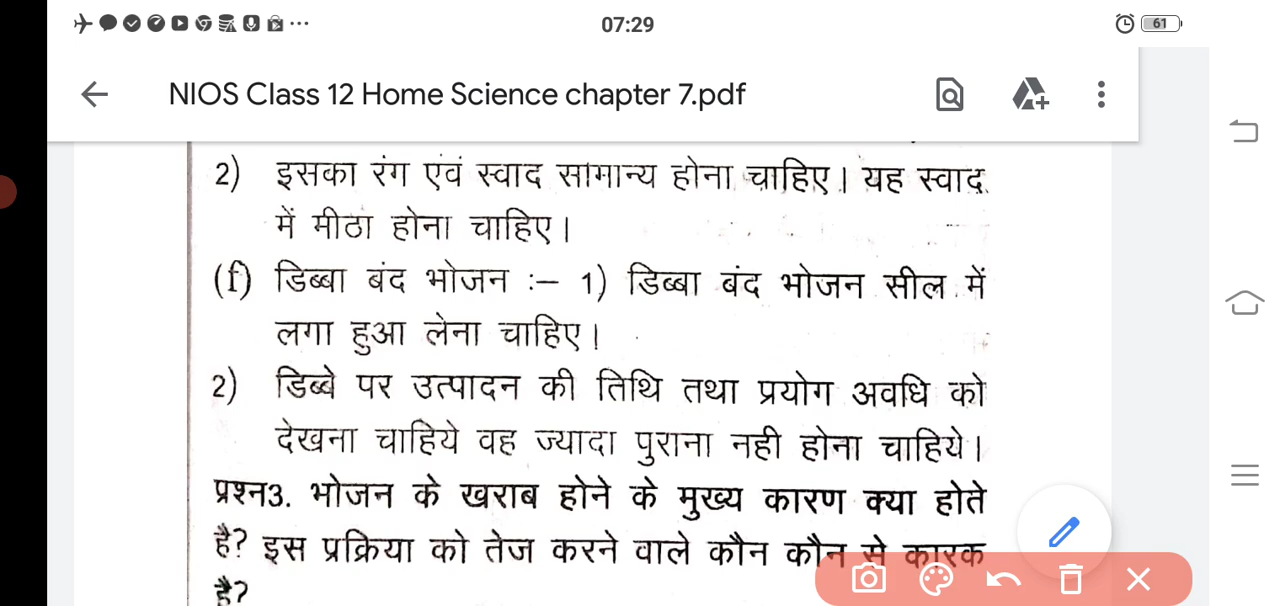 07:29
61
NIOS Class 12 Home Science chapter 7.pdf
2) इसका रंग एवं स्वाद सामान्य होना चाहिए। यह स्वाद
में मीठा होना चाहिए।
(f) डिब्बा बंद भोजन :– 1) डिब्बा बंद भोजन सील में
लगा हुआ लेना चाहिए।
2) डिब्बे पर उत्पादन की तिथि तथा प्रयोग अवधि को
देखना चाहिये वह ज्यादा पुराना नही होना चाहिये।
प्रश्न3. भोजन के खराब होने के मुख्य कारण क्या होते
है? इस प्रक्रिया को तेज करने वाले कौन कौन से कारक
है?